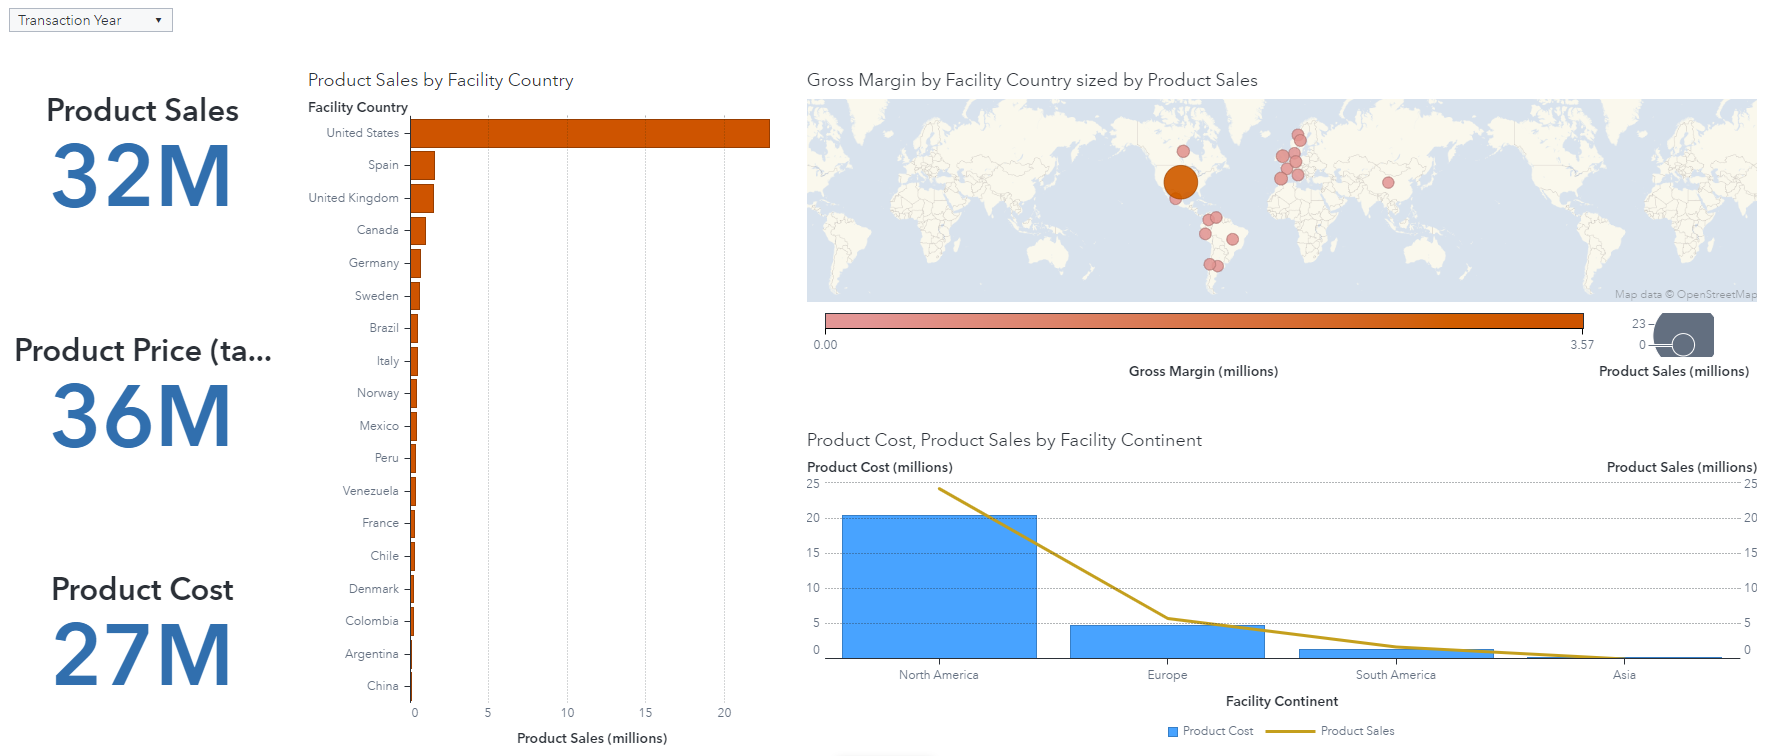 Transaction Year
Product Sales
32M
Product Price (ta...
36M
Product Cost
27M
Product Sales by Facility Country
Facility Country
United States
Spain
United Kingdom
Canada
Germany
Sweden
Brazil
Italy
Norway
Mexico
Peru
Venezuela
France
Chile
Denmark
Colombia
Argentina
China
0 5 10 15 20
Product Sales (millions)
Gross Margin by Facility Country sized by Product Sales
Map data © OpenStreetMap
0.00 3.57
Gross Margin (millions)
23
0
Product Sales (millions)
Product Cost, Product Sales by Facility Continent
Product Cost (millions) Product Sales (millions)
25 25
20 20
15 15
10 10
5 5
0 0
North America Europe South America Asia
Facility Continent
Product Cost Product Sales